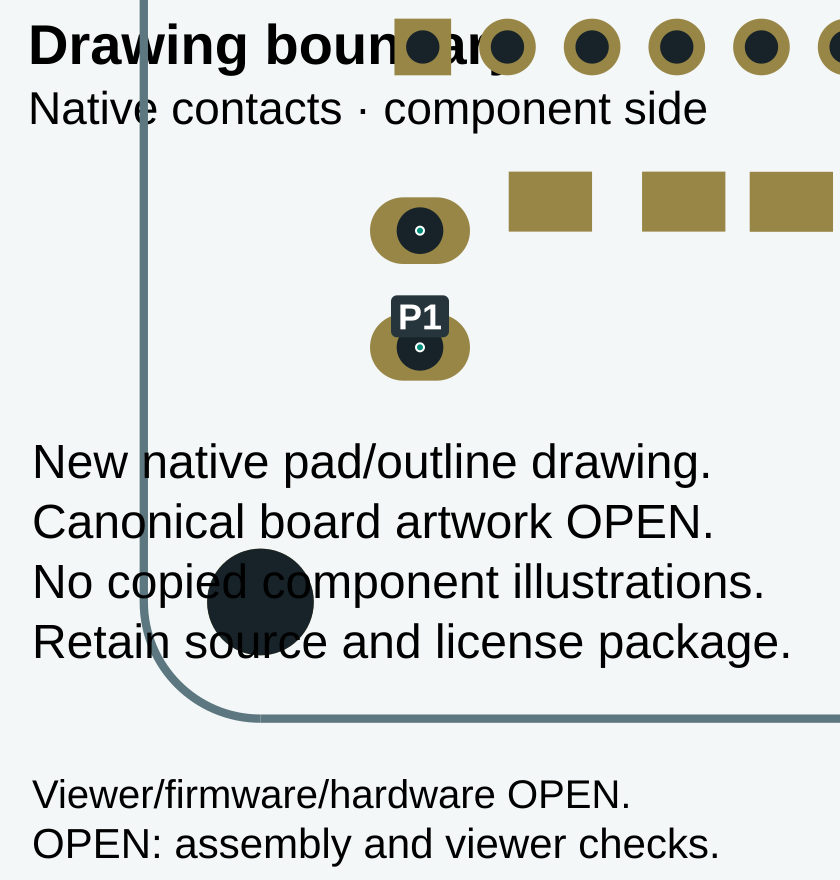 Drawing boundary
Native contacts · component side
P1
New native pad/outline drawing.
Canonical board artwork OPEN.
No copied component illustrations.
Retain source and license package.
Viewer/firmware/hardware OPEN.
OPEN: assembly and viewer checks.